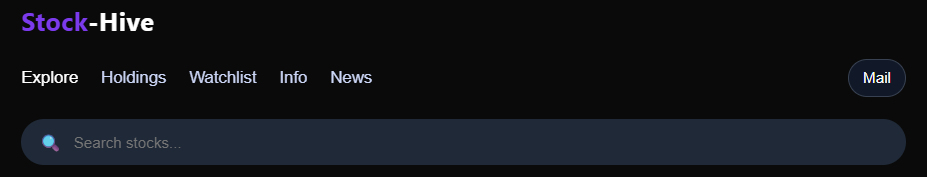 Stock-Hive
Explore Holdings Watchlist Info News Mail
Search stocks...